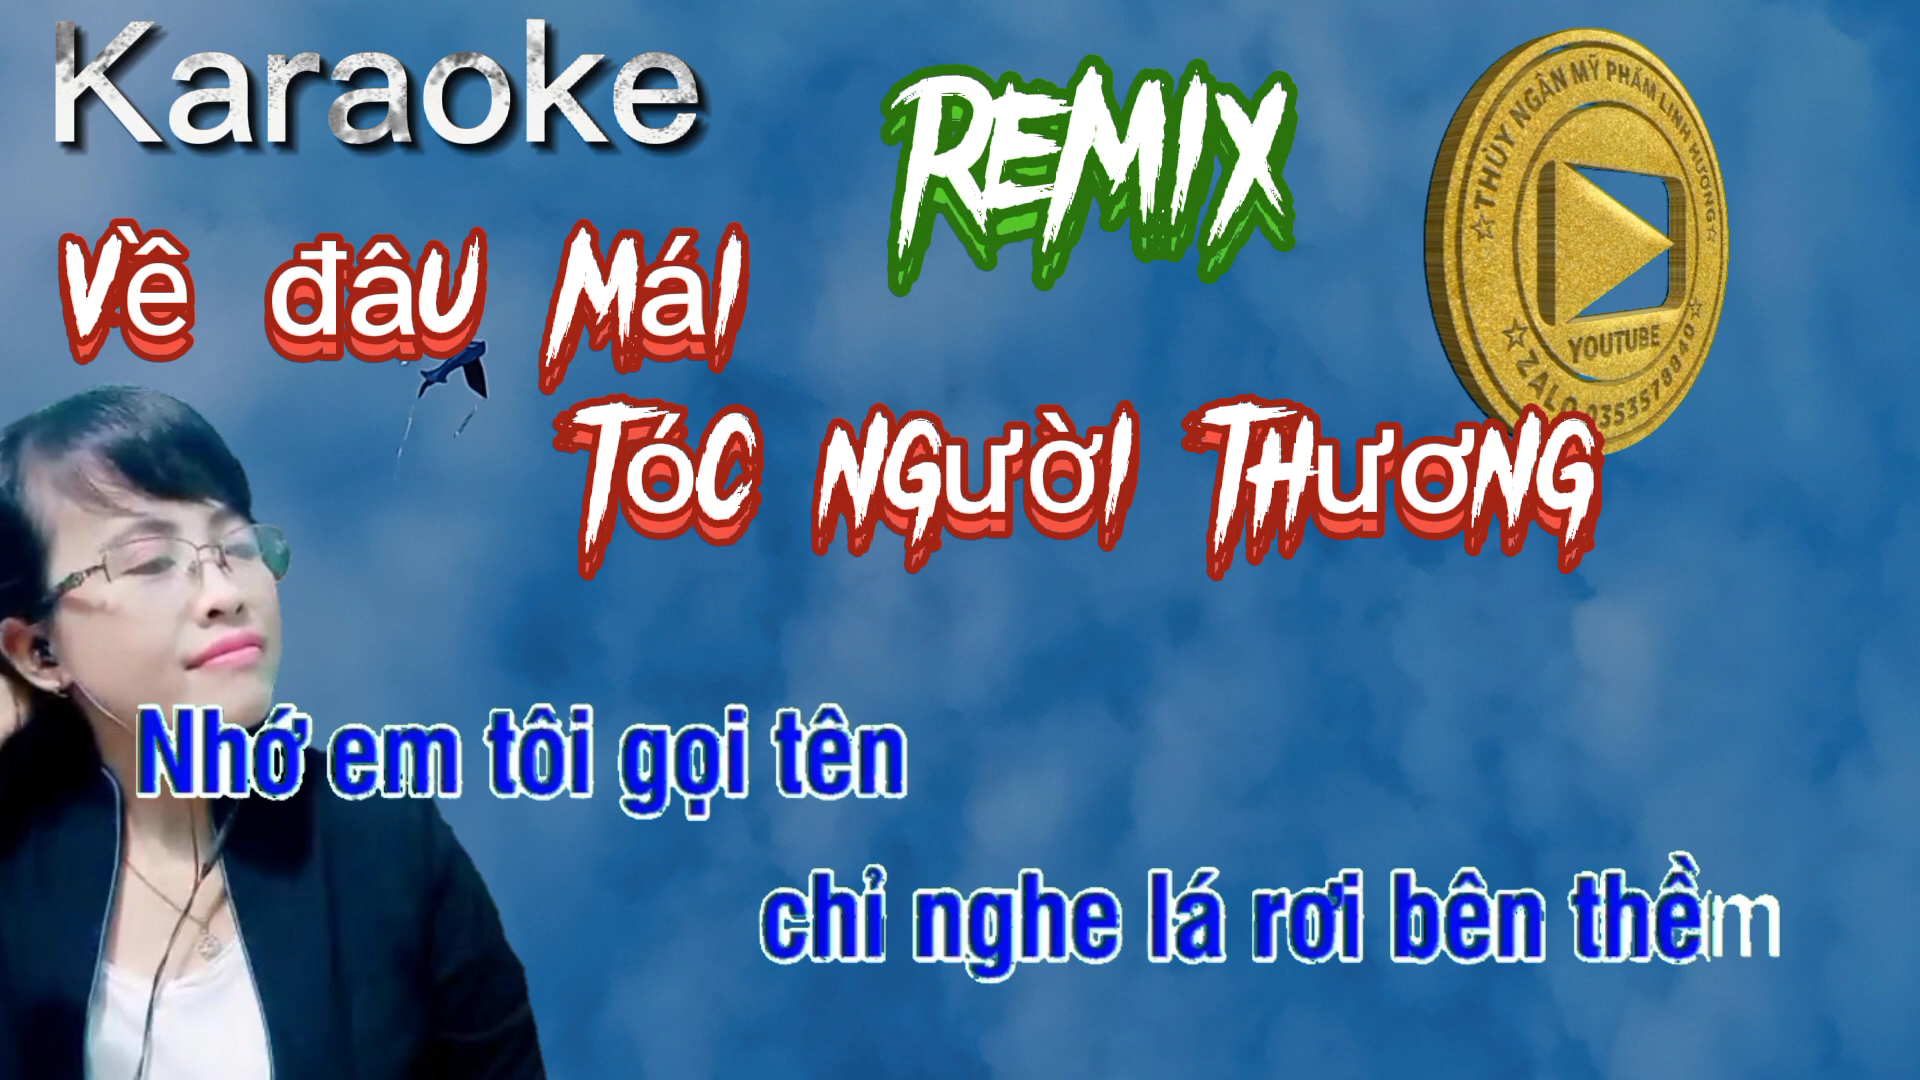 Karaoke
REMIX
Về đâu Mái
Tóc Người Thương
☆THÙY NGÂN MỸ PHẨM LINH HƯƠNG☆
YOUTUBE
☆ZALO 0353578840☆
Nhớ em tôi gọi tên
chỉ nghe lá rơi bên thềm